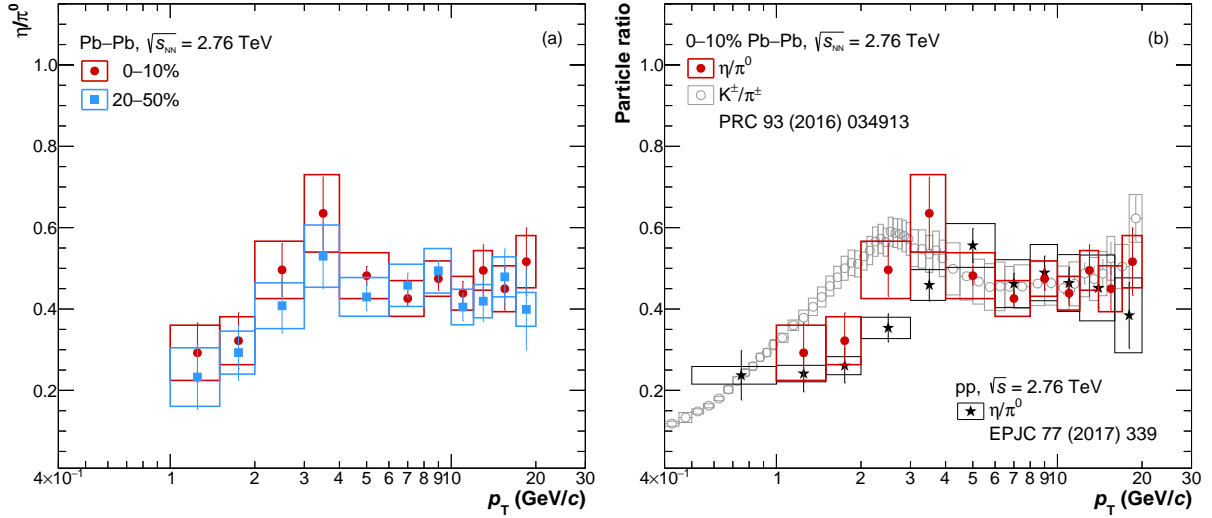 η/π⁰
Pb–Pb, √sNN = 2.76 TeV
(a)
0–10%
20–50%
1.0
0.8
0.6
0.4
0.2
4×10⁻¹ 1 2 3 4 5 6 7 8 9 10 20 30
pT (GeV/c)
Particle ratio
0–10% Pb–Pb, √sNN = 2.76 TeV
(b)
η/π⁰
K±/π±
PRC 93 (2016) 034913
1.0
0.8
0.6
0.4
0.2
pp, √s = 2.76 TeV
η/π⁰
EPJC 77 (2017) 339
4×10⁻¹ 1 2 3 4 5 6 7 8 9 10 20 30
pT (GeV/c)